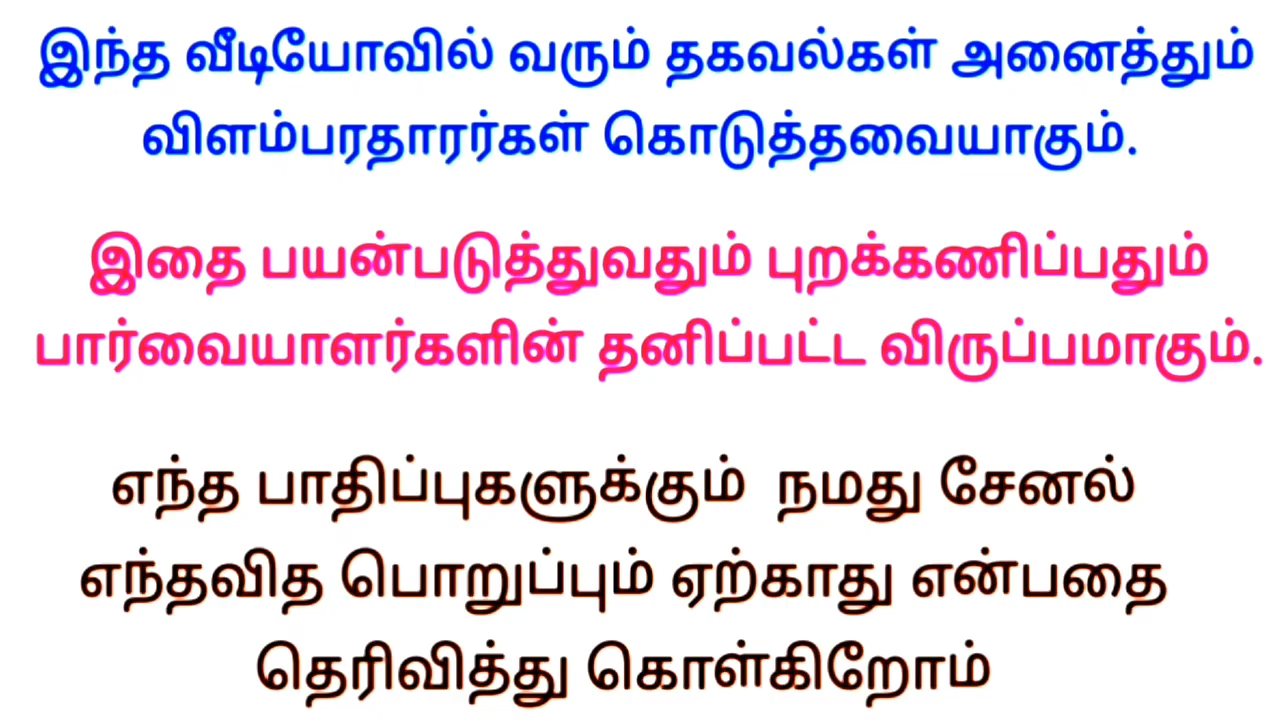 இந்த வீடியோவில் வரும் தகவல்கள் அனைத்தும்
விளம்பரதாரர்கள் கொடுத்தவையாகும்.
இதை பயன்படுத்துவதும் புறக்கணிப்பதும்
பார்வையாளர்களின் தனிப்பட்ட விருப்பமாகும்.
எந்த பாதிப்புகளுக்கும் நமது சேனல்
எந்தவித பொறுப்பும் ஏற்காது என்பதை
தெரிவித்து கொள்கிறோம்